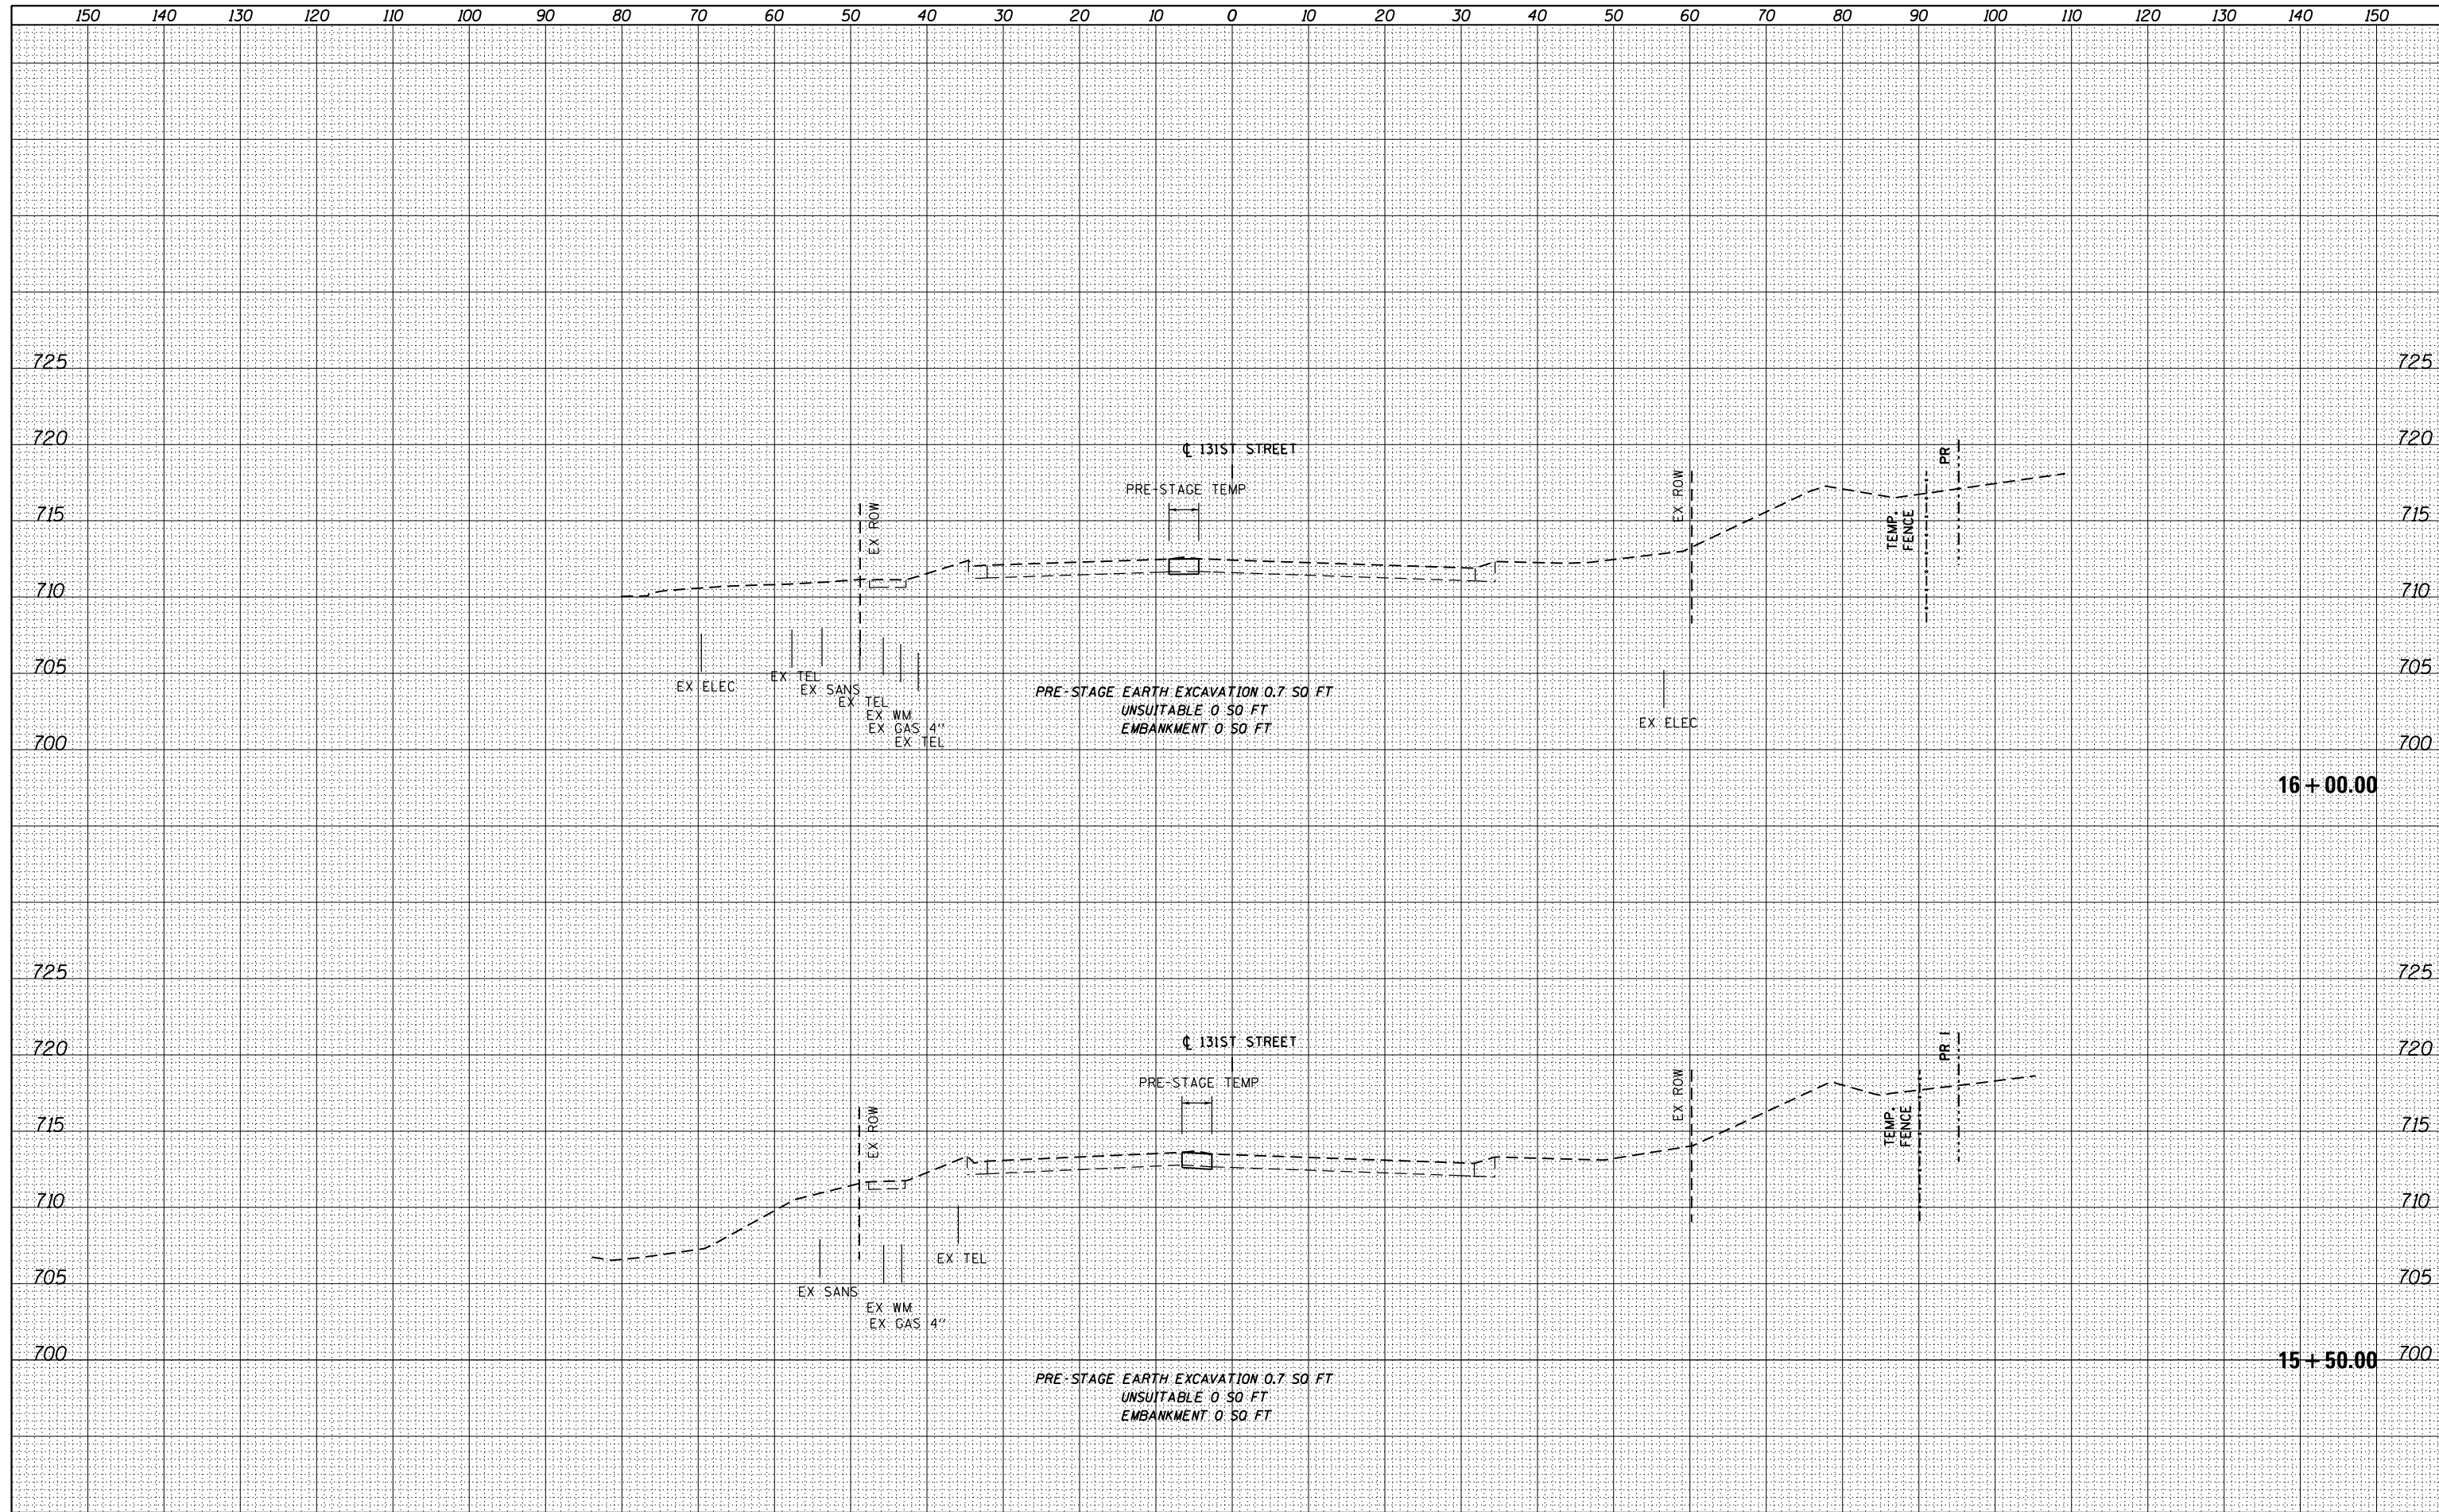 150 140 130 120 110 100 90 80 70 60 50 40 30 20 10 0 10 20 30 40 50 60 70 80 90 100 110 120 130 140 150
725 725
720 720
℄ 131ST STREET
PR
PRE-STAGE TEMP
EX ROW
EX ROW
TEMP. FENCE
715 715
710 710
705 705
EX ELEC
EX TEL
EX SANS
EX TEL
EX WM
EX GAS 4"
EX TEL
PRE-STAGE EARTH EXCAVATION 0.7 SQ FT
UNSUITABLE 0 SQ FT
EMBANKMENT 0 SQ FT
EX ELEC
700 700
16 + 00.00
725 725
720 720
℄ 131ST STREET
PR
PRE-STAGE TEMP
EX ROW
EX ROW
TEMP. FENCE
715 715
710 710
EX TEL
705 705
EX SANS
EX WM
EX GAS 4"
700 700
15 + 50.00
PRE-STAGE EARTH EXCAVATION 0.7 SQ FT
UNSUITABLE 0 SQ FT
EMBANKMENT 0 SQ FT